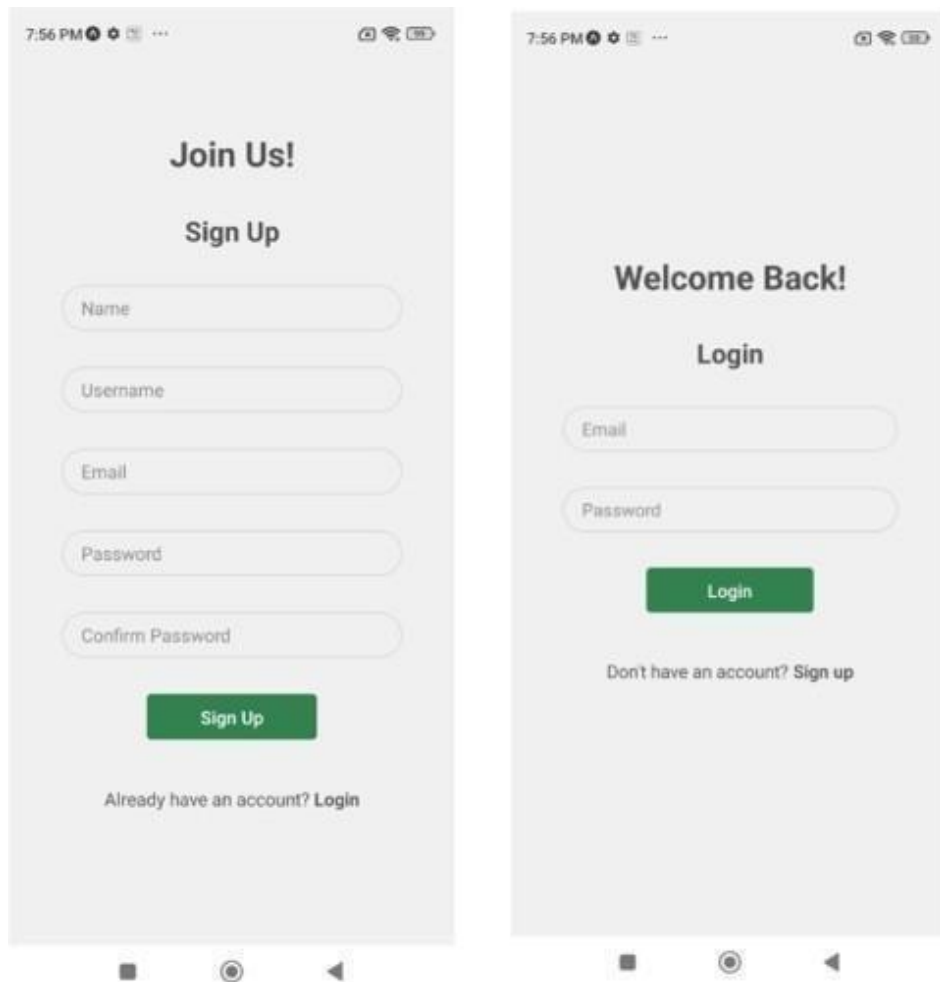 7:56 PM
Join Us!
Sign Up
Name
Username
Email
Password
Confirm Password
Sign Up
Already have an account? Login
7:56 PM
Welcome Back!
Login
Email
Password
Login
Don't have an account? Sign up